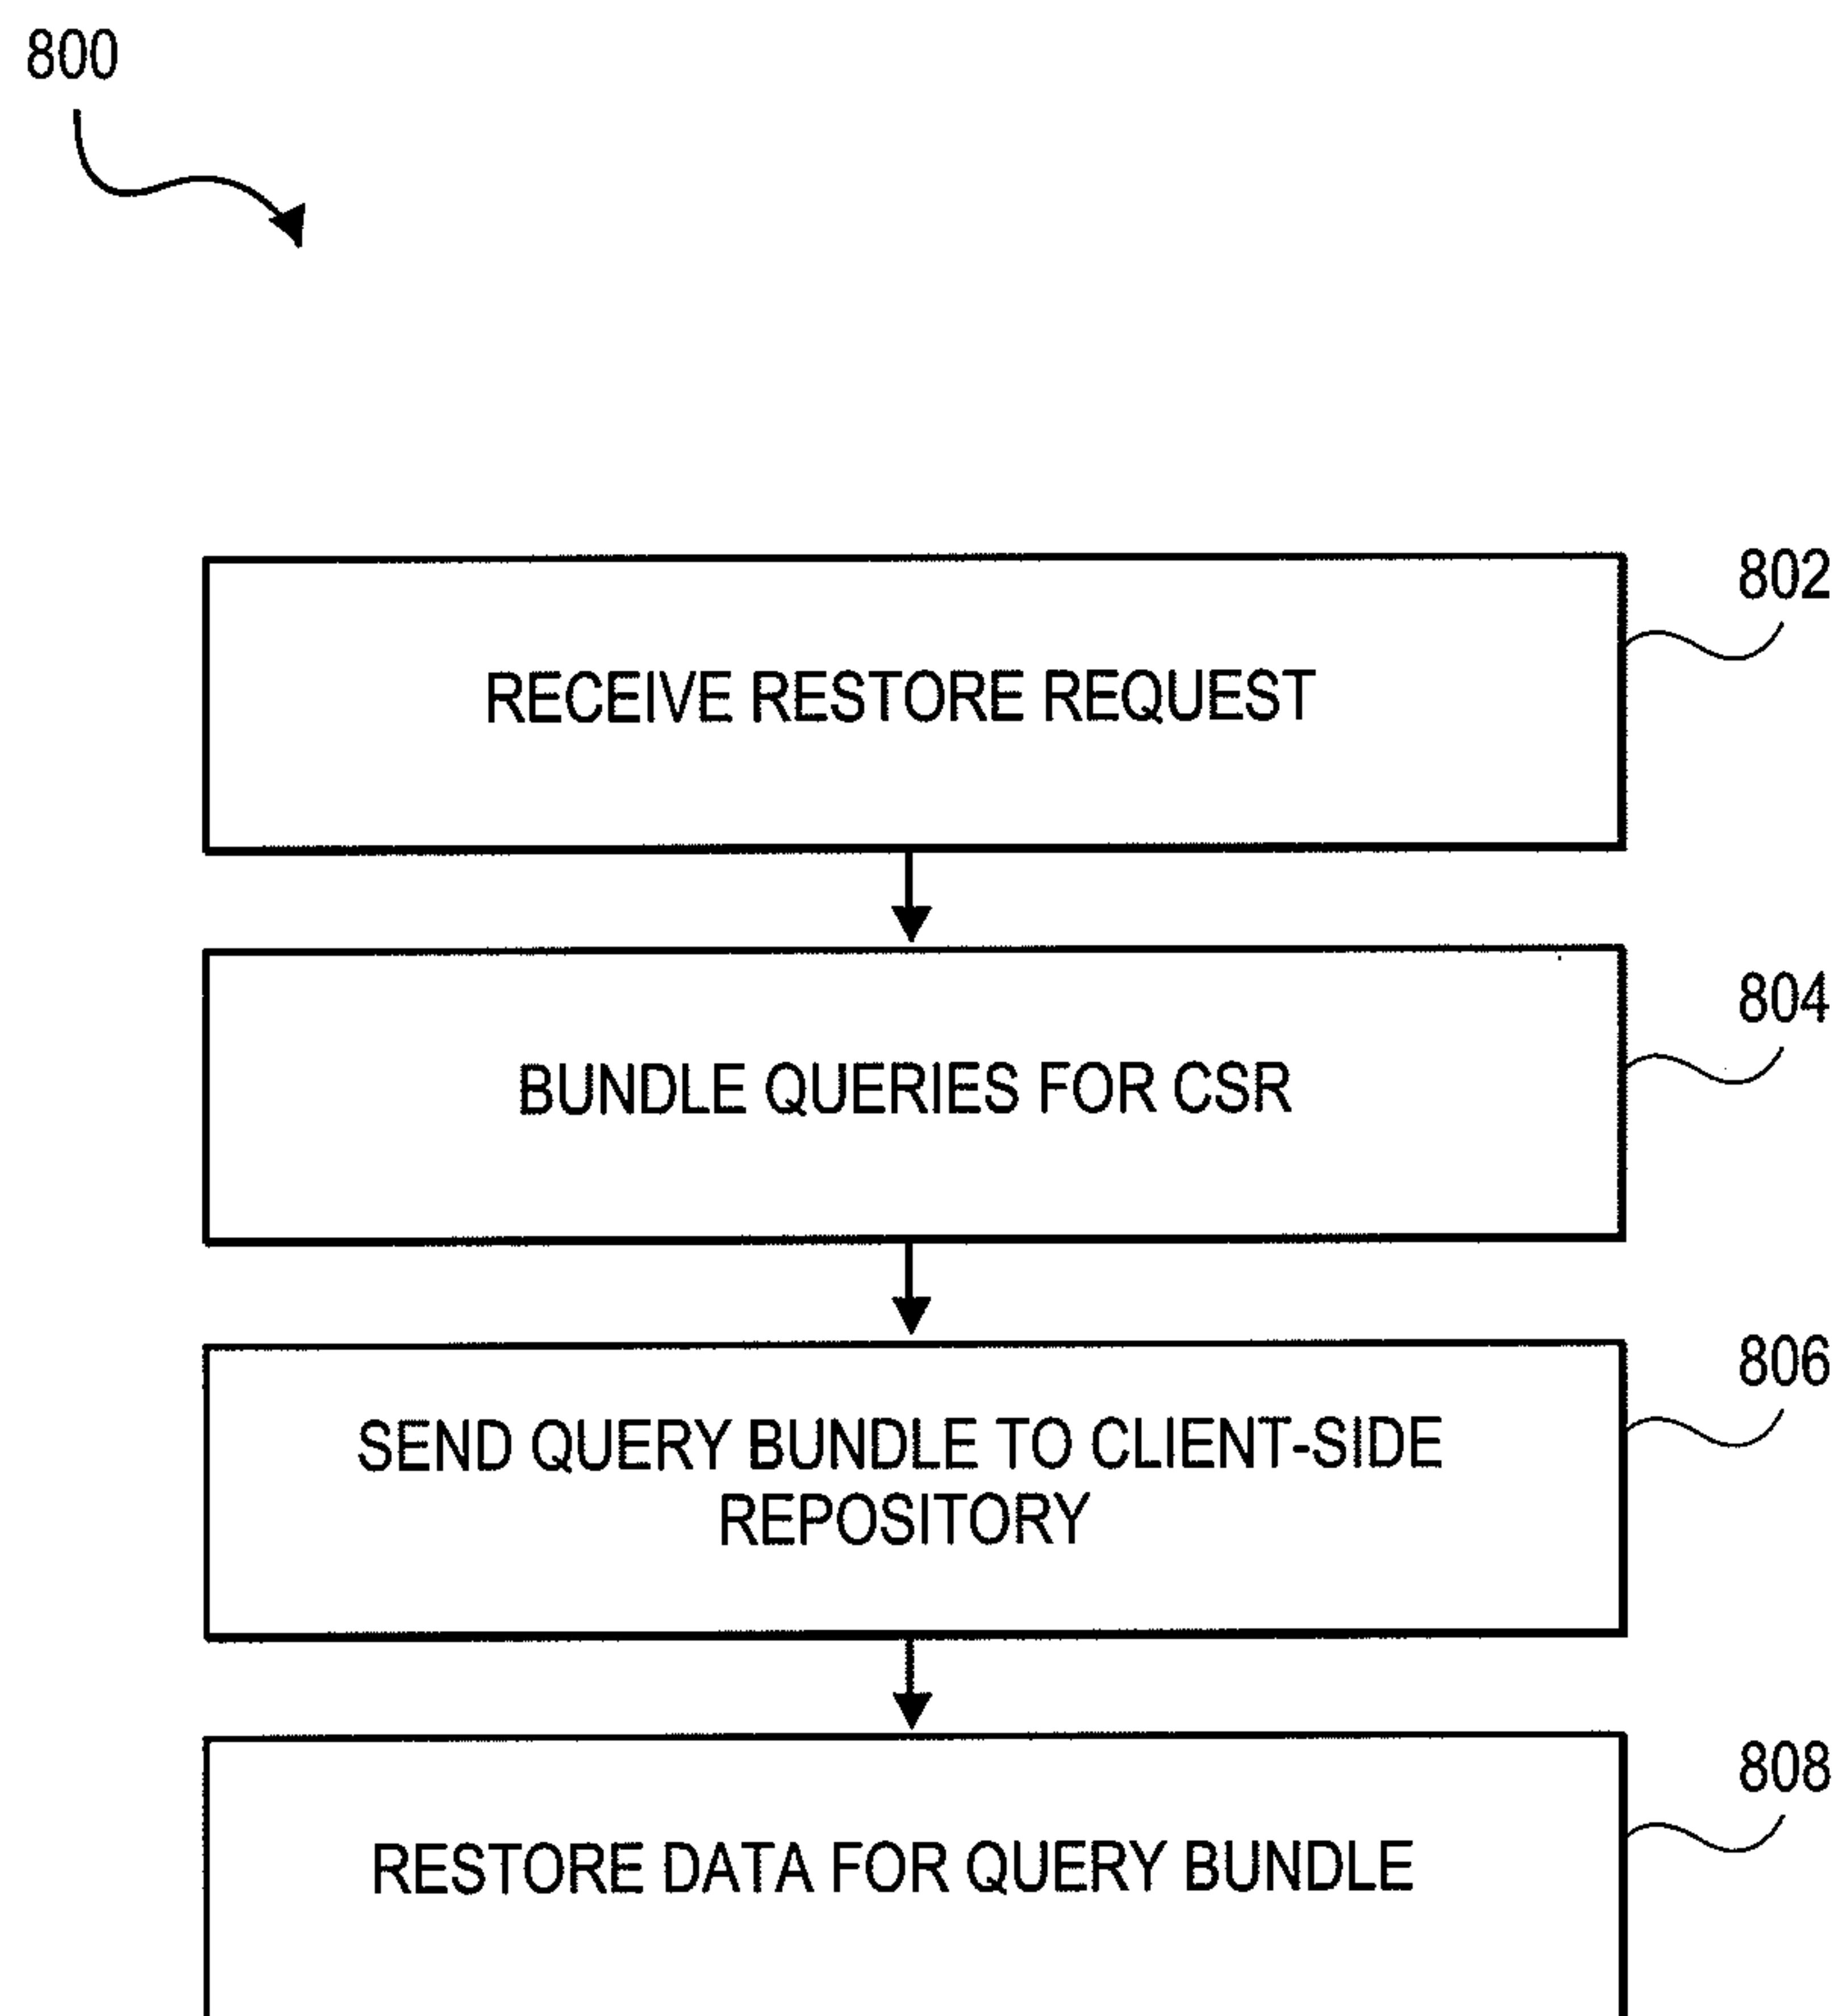 800
802
RECEIVE RESTORE REQUEST
804
BUNDLE QUERIES FOR CSR
806
SEND QUERY BUNDLE TO CLIENT-SIDE
REPOSITORY
808
RESTORE DATA FOR QUERY BUNDLE